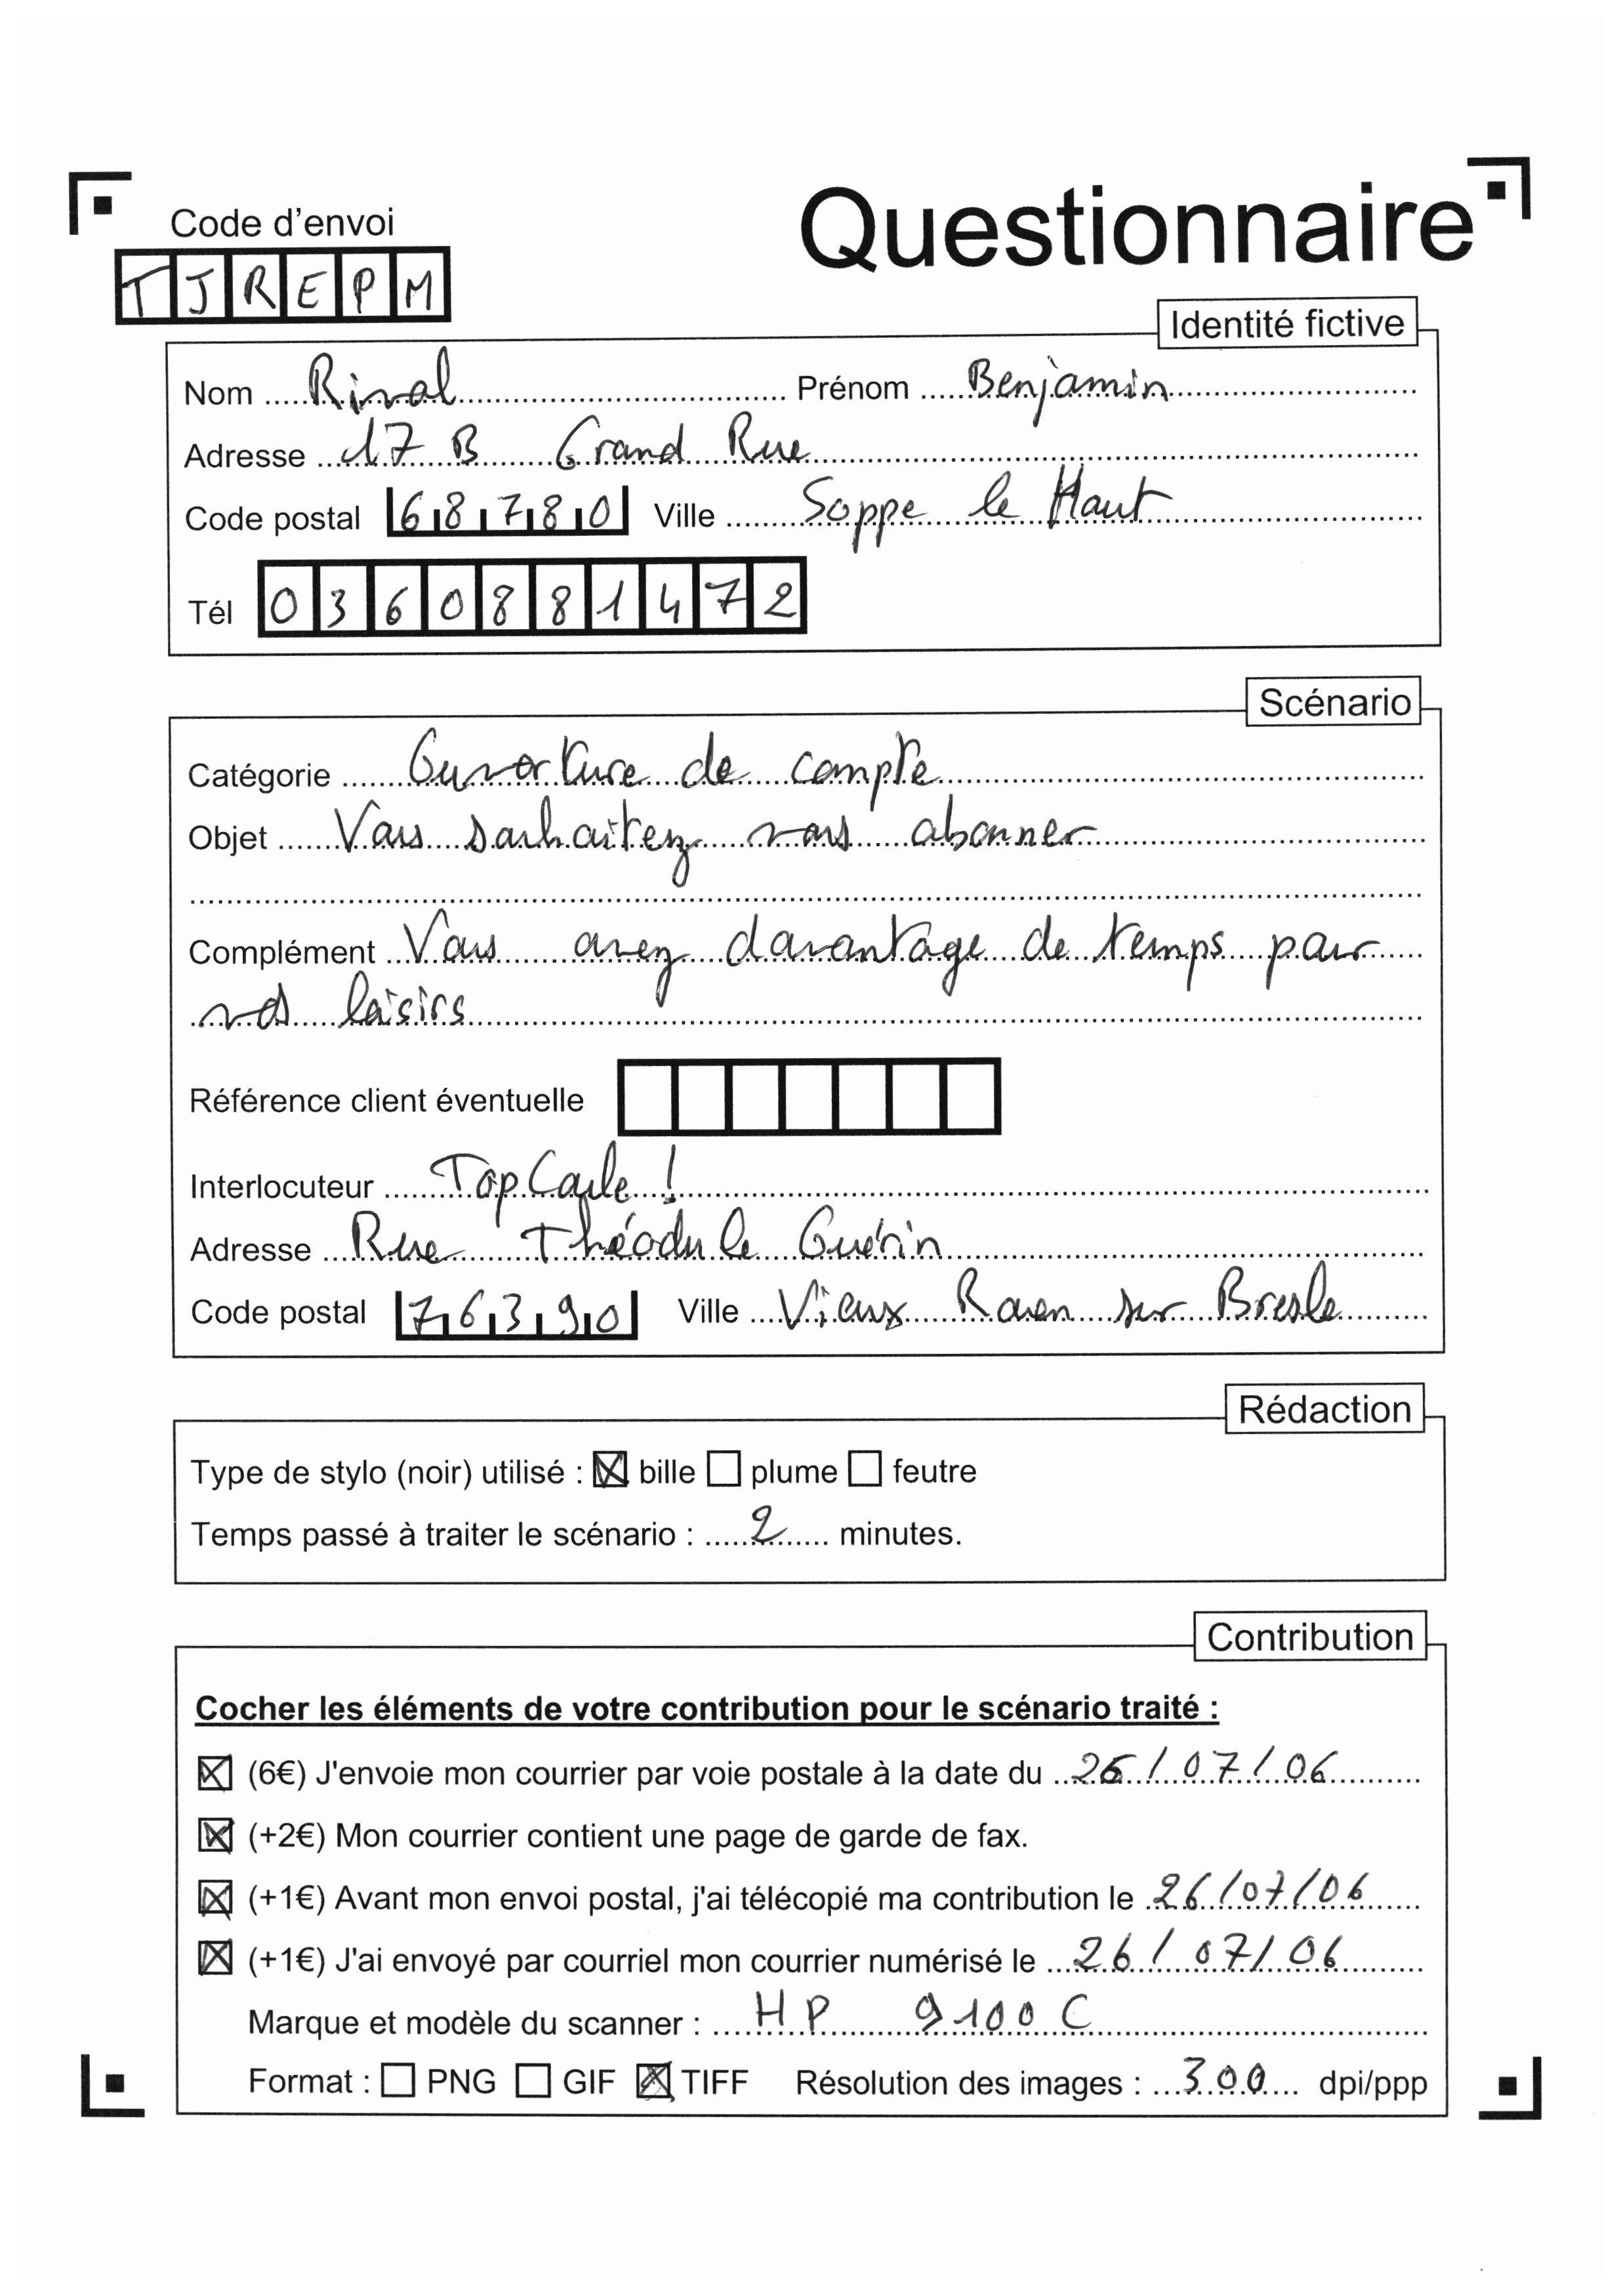 Questionnaire
Code d'envoi
TJREPM
Identité fictive
Nom Rinal Prénom Benjamin
Adresse 17 B Grand Rue
Code postal 68780 Ville Soppe le Haut
Tél 0360881472
Scénario
Catégorie Ouverture de compte
Objet Vous souhaitez vous abonner
Complément Vous avez davantage de temps pour
vos loisirs
Référence client éventuelle
Interlocuteur Top !
Adresse Rue Théodule Guérin
Code postal 76390 Ville Vieux Rouen sur Bresle
Rédaction
Type de stylo (noir) utilisé : ☒ bille ☐ plume ☐ feutre
Temps passé à traiter le scénario : 2 minutes.
Contribution
Cocher les éléments de votre contribution pour le scénario traité :
☒ (6€) J'envoie mon courrier par voie postale à la date du 26/07/06
☒ (+2€) Mon courrier contient une page de garde de fax.
☒ (+1€) Avant mon envoi postal, j'ai télécopié ma contribution le 26/07/06
☒ (+1€) J'ai envoyé par courriel mon courrier numérisé le 26/07/06
Marque et modèle du scanner : HP 9100C
Format : ☐ PNG ☐ GIF ☒ TIFF Résolution des images : 300 dpi/ppp